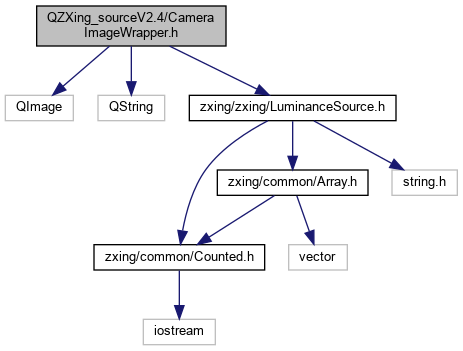 QZXing_sourceV2.4/Camera
ImageWrapper.h
QImage
QString
zxing/zxing/LuminanceSource.h
zxing/common/Array.h
string.h
zxing/common/Counted.h
vector
iostream